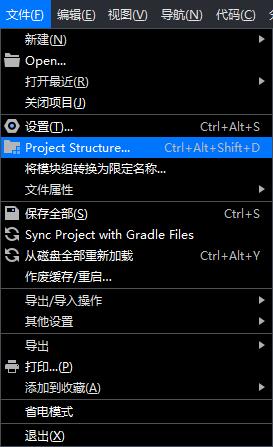 文件(F) 编辑(E) 视图(V) 导航(N) 代码(C)
新建(N)
Open...
打开最近(R)
关闭项目(J)
设置(T)... Ctrl+Alt+S
Project Structure... Ctrl+Alt+Shift+D
将模块组转换为限定名称...
文件属性
保存全部(S) Ctrl+S
Sync Project with Gradle Files
从磁盘全部重新加载 Ctrl+Alt+Y
作废缓存/重启...
导出/导入操作
其他设置
导出
打印...(P)
添加到收藏(A)
省电模式
退出(X)